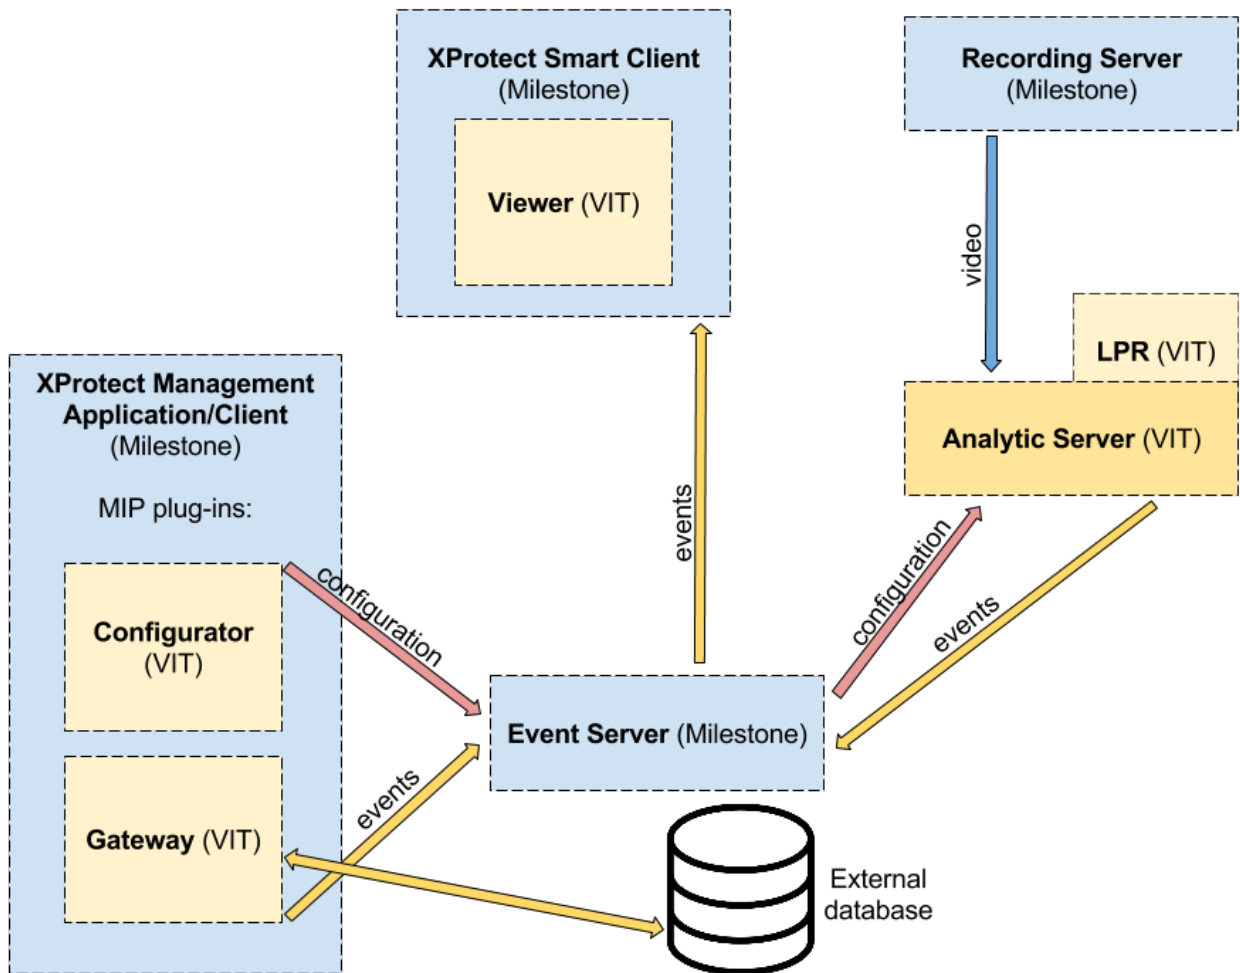 XProtect Smart Client
(Milestone)
Viewer (VIT)
Recording Server
(Milestone)
video
LPR (VIT)
Analytic Server (VIT)
XProtect Management
Application/Client
(Milestone)
MIP plug-ins:
Configurator
(VIT)
Gateway (VIT)
configuration
events
events
configuration
events
Event Server (Milestone)
External
database